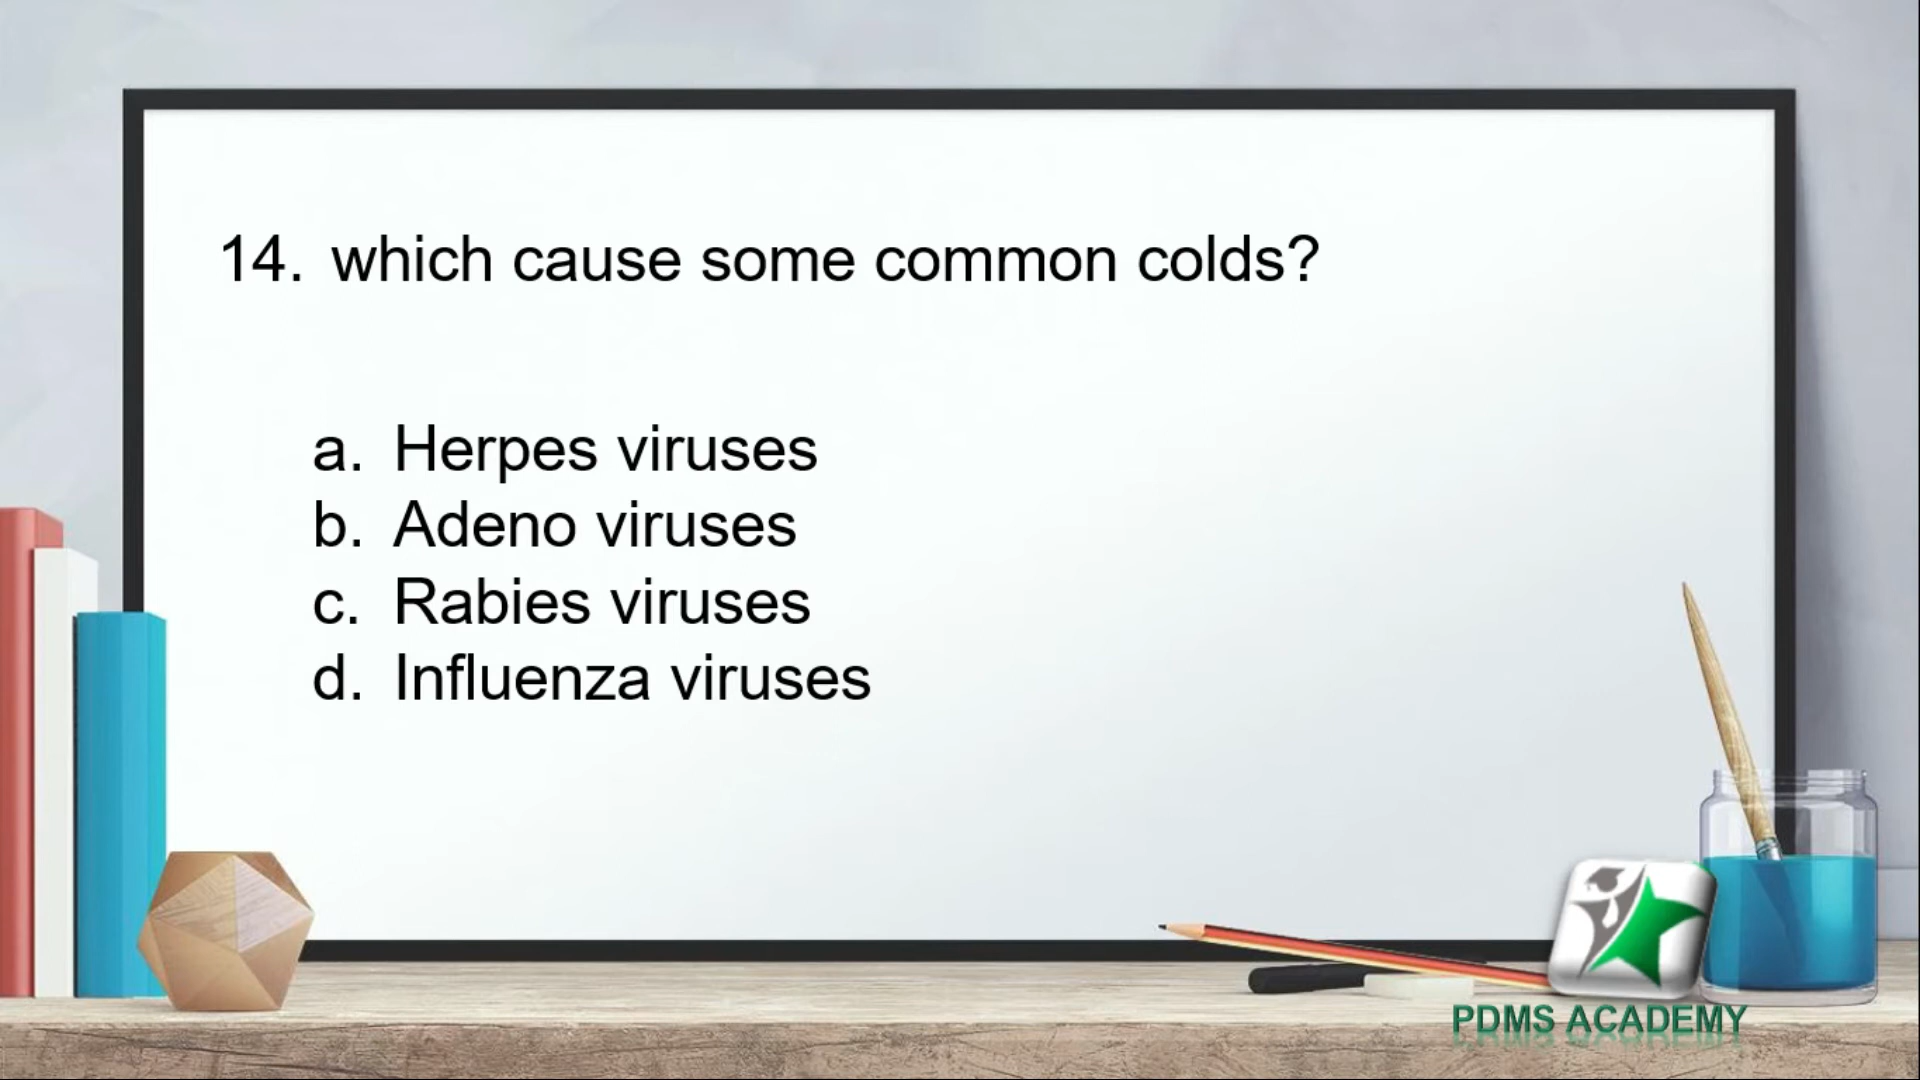 14. which cause some common colds?
a. Herpes viruses
b. Adeno viruses
c. Rabies viruses
d. Influenza viruses
PDMS ACADEMY